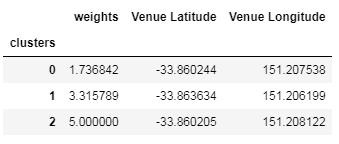 weights Venue Latitude Venue Longitude
clusters
0 1.736842 -33.860244 151.207538
1 3.315789 -33.863634 151.206199
2 5.000000 -33.860205 151.208122